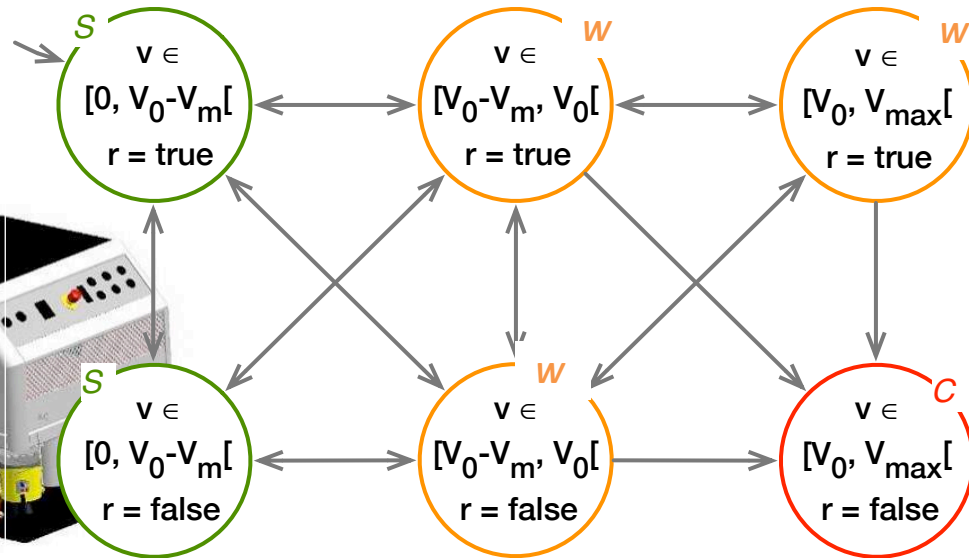 S
v ∈
[0, V₀-Vₘ[
r = true
W
v ∈
[V₀-Vₘ, V₀[
r = true
W
v ∈
[V₀, Vmax[
r = true
S
v ∈
[0, V₀-Vₘ[
r = false
W
v ∈
[V₀-Vₘ, V₀[
r = false
C
v ∈
[V₀, Vmax[
r = false